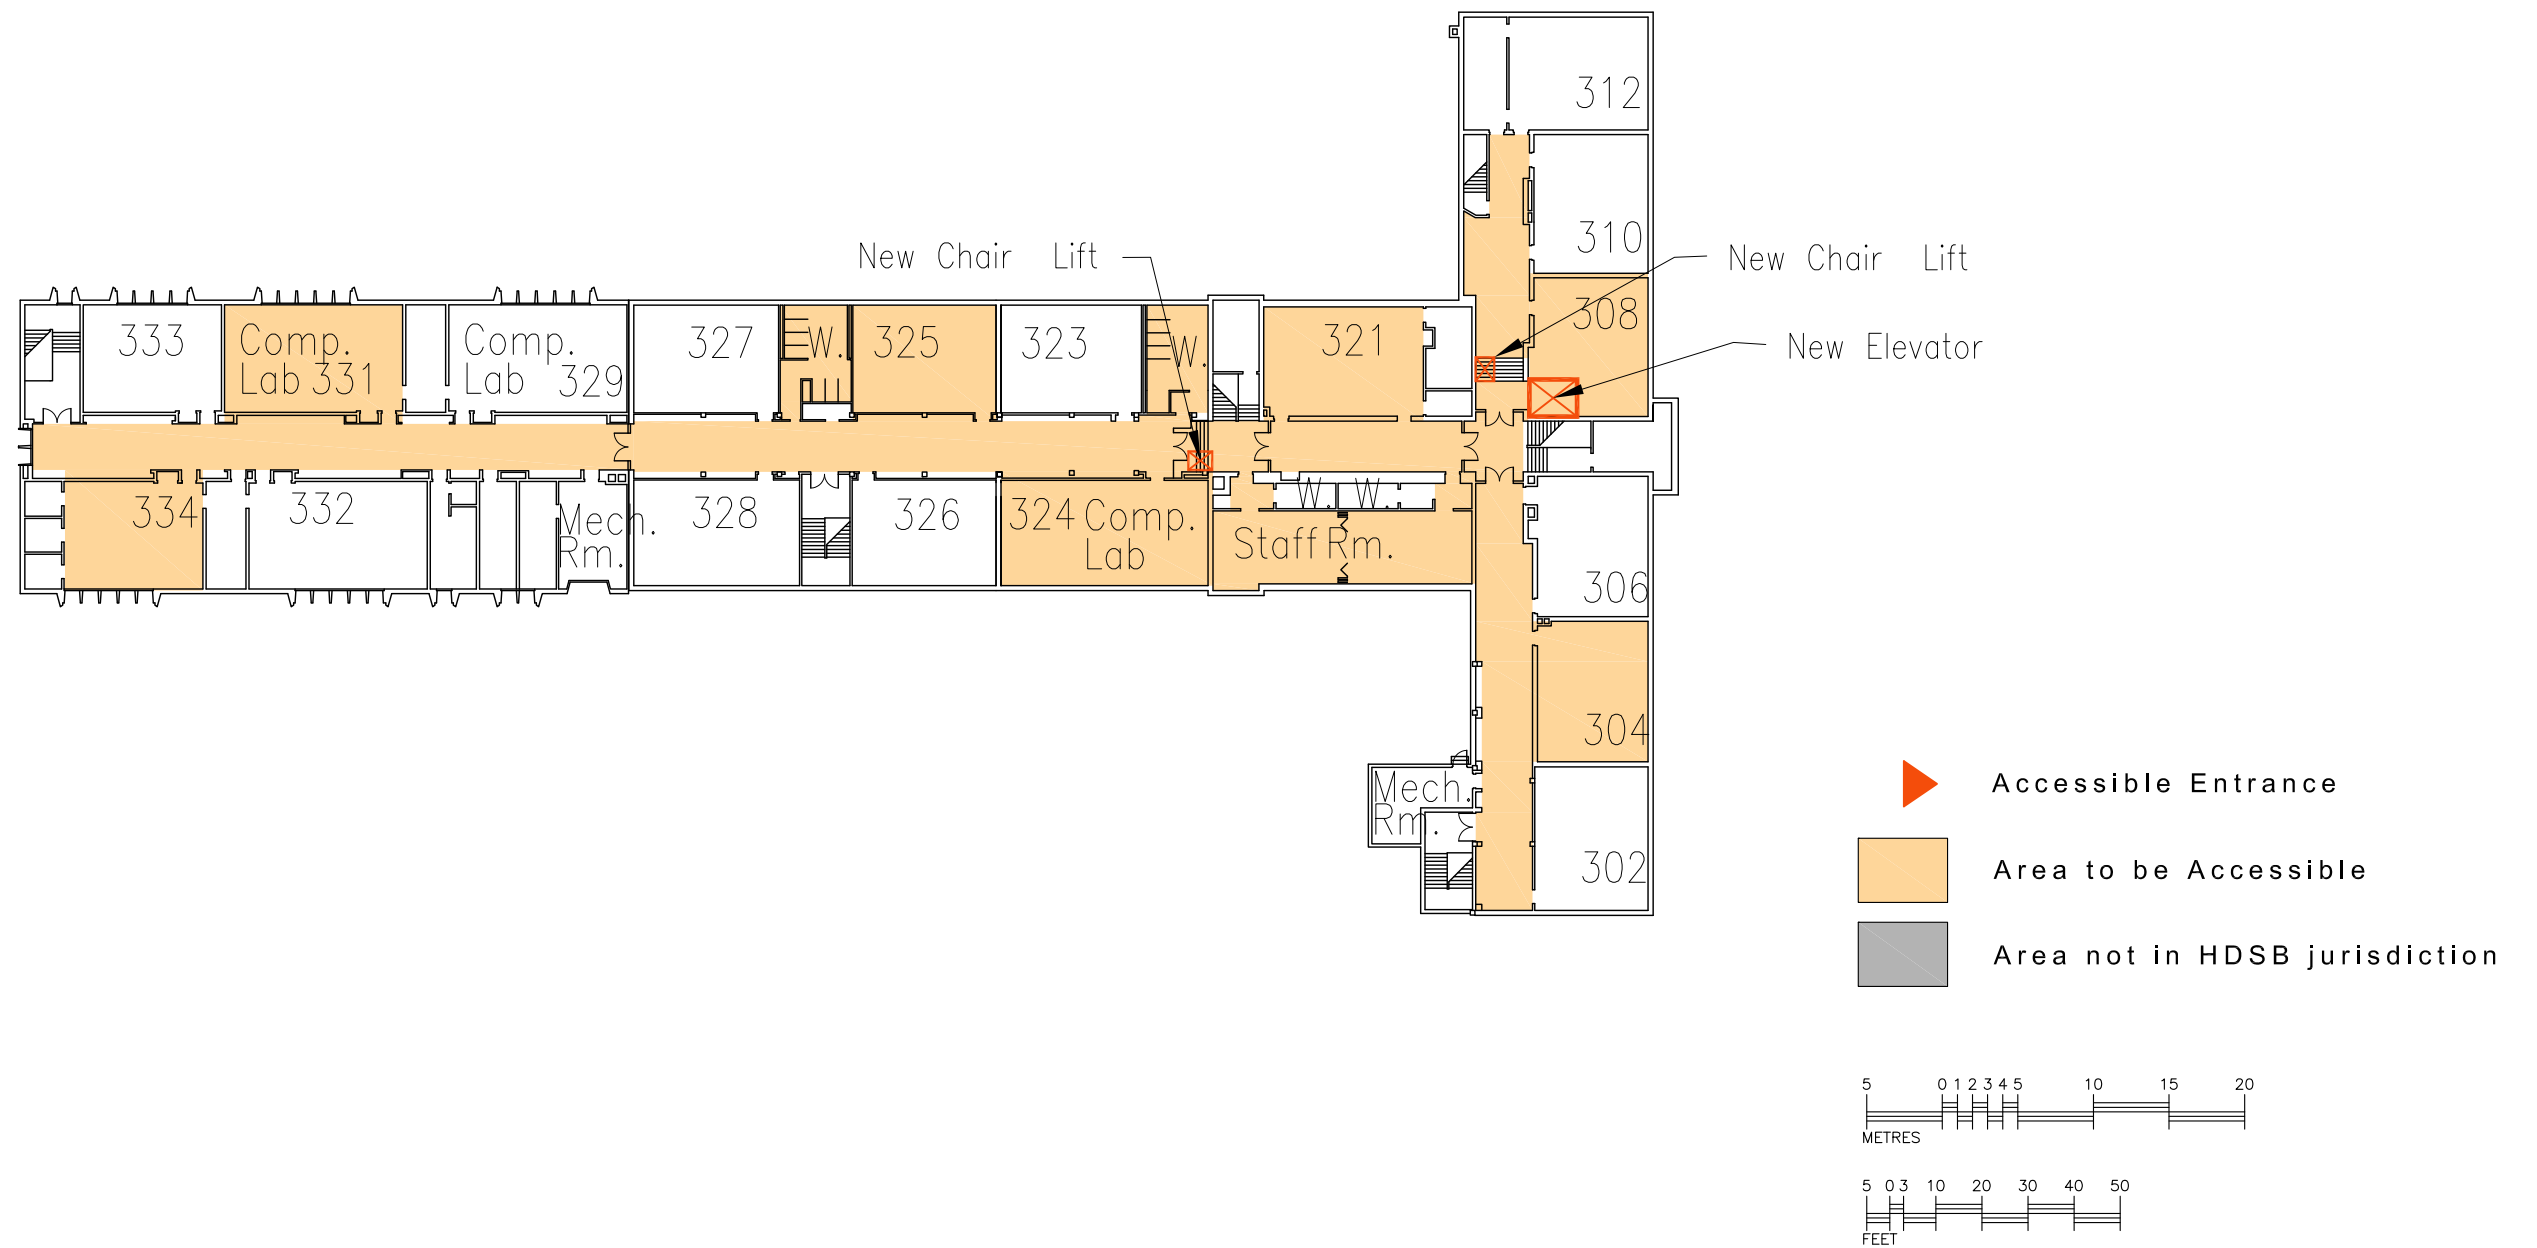 312
310
New Chair Lift
New Chair Lift
308
New Elevator
333
Comp.
Lab 331
Comp.
Lab 329
327
W.
325
323
W.
321
334
332
Mech.
Rm.
328
326
324 Comp.
Lab
W. W.
Staff Rm.
306
304
Mech.
Rm.
302
Accessible Entrance
Area to be Accessible
Area not in HDSB jurisdiction
5 0 1 2 3 4 5 10 15 20
METRES
5 0 3 10 20 30 40 50
FEET